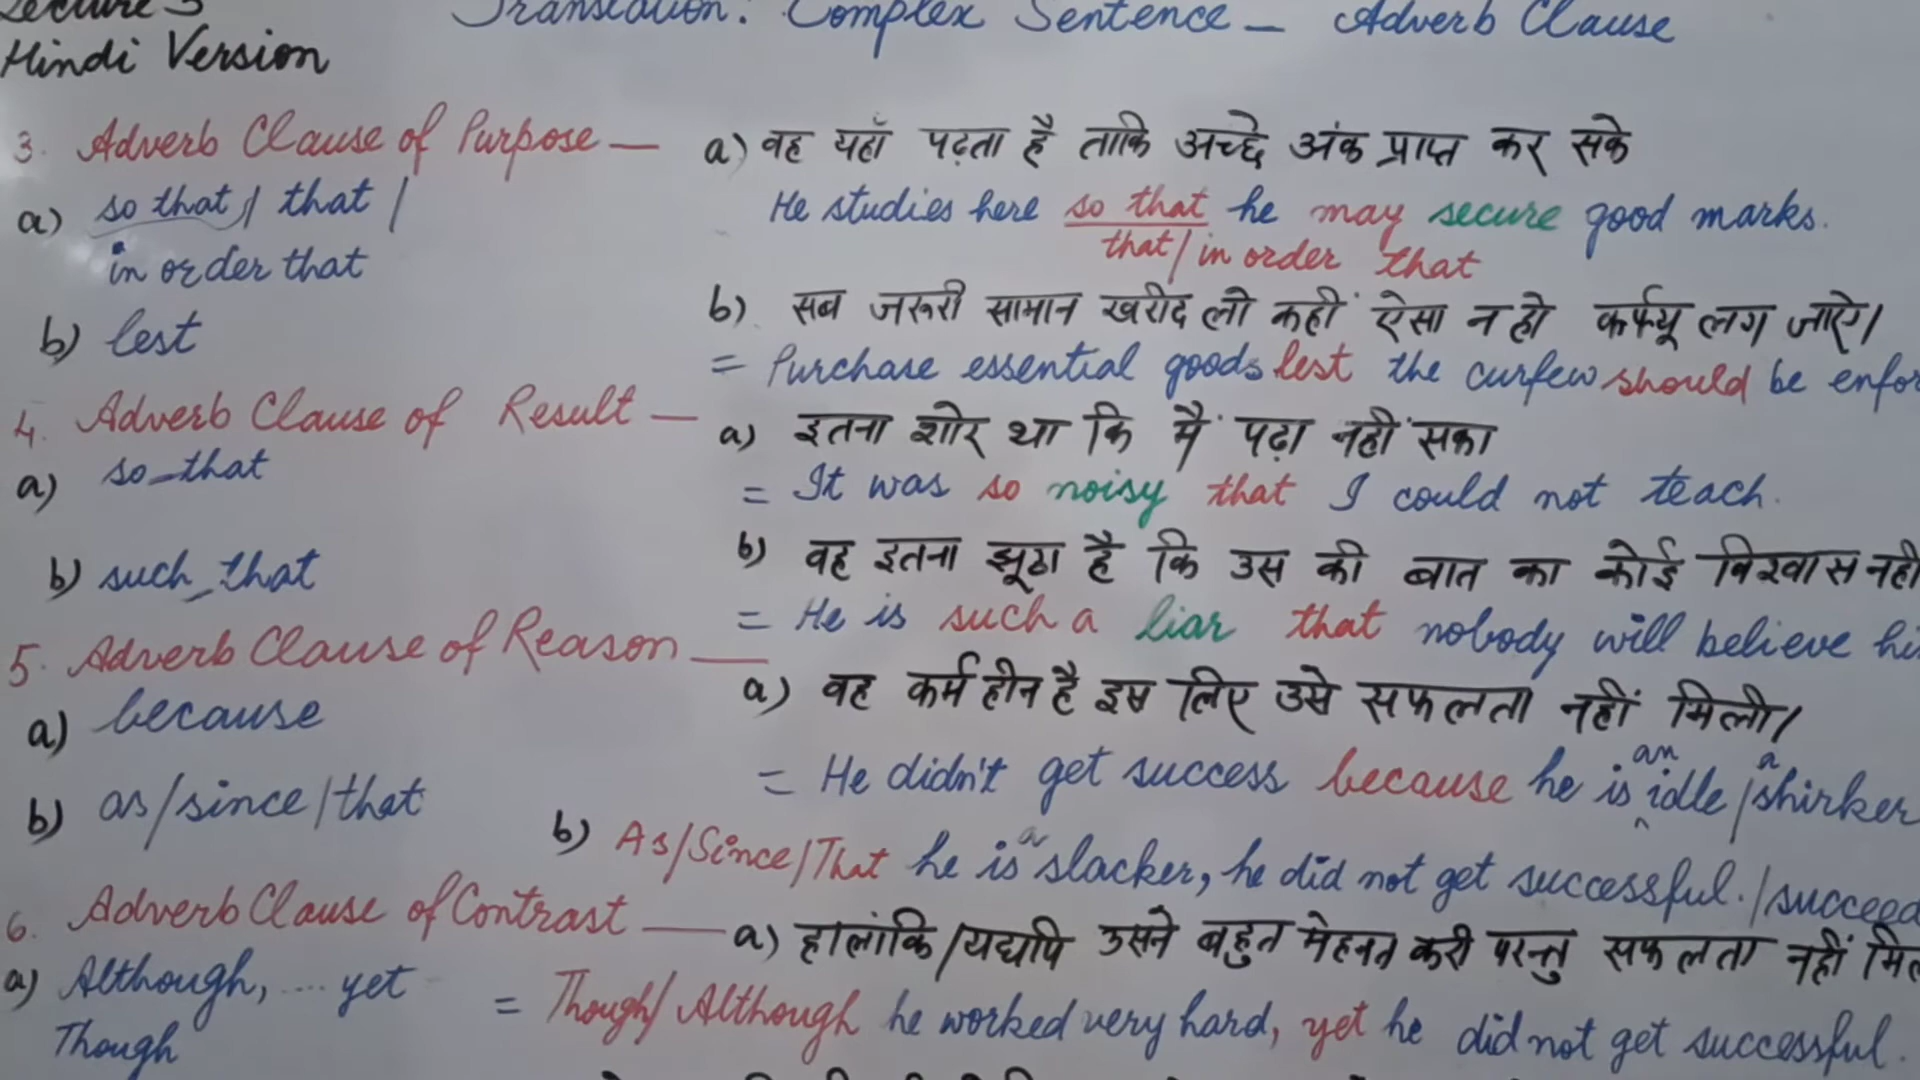 Lecture 3 Translation: Complex Sentence – Adverb Clause
Hindi Version
3. Adverb Clause of Purpose — a) वह यहाँ पढ़ता है ताकि अच्छे अंक प्राप्त कर सके
a) so that / that / He studies here so that he may secure good marks.
in order that that / in order that
b) सब जरूरी सामान खरीद लो कहीं ऐसा न हो कर्फ्यू लग जाऐ।
b) lest = Purchase essential goods lest the curfew should be enfor
4. Adverb Clause of Result — a) इतना शोर था कि मैं पढ़ा नहीं सका
a) so – that = It was so noisy that I could not teach.
b) वह इतना झूठा है कि उस की बात का कोई विश्वास नही
b) such – that = He is such a liar that nobody will believe hi
5. Adverb Clause of Reason — a) वह कर्म हीन है इस लिए उसे सफलता नहीं मिली।
a) because = He didn't get success because he is an idle / a shirker
b) as/since/that b) As/Since/That he is a slacker, he did not get successful. / succeed
6. Adverb Clause of Contrast — a) हालांकि/यद्यपि उसने बहुत मेहनत करी परन्तु सफलता नहीं मिल
a) Although, .... yet = Though/Although he worked very hard, yet he did not get successful.
Though